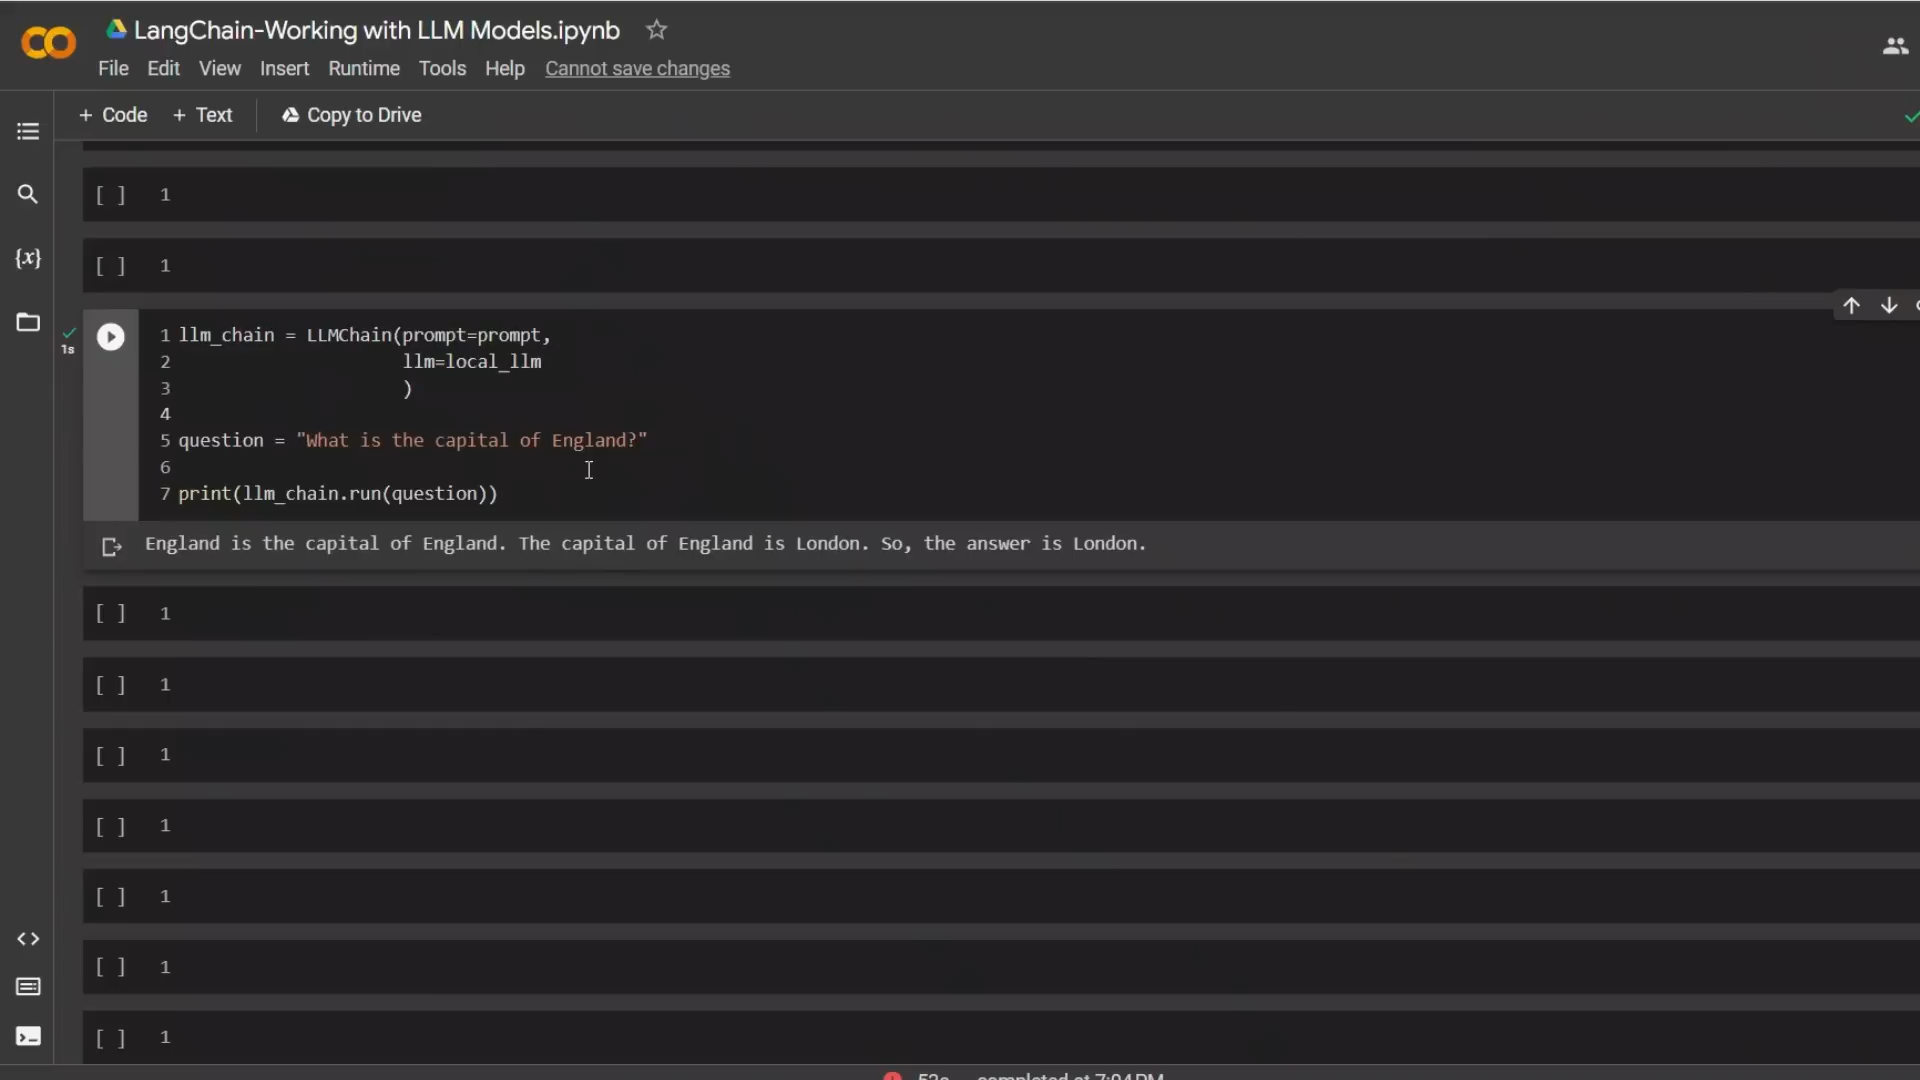 LangChain-Working with LLM Models.ipynb
File Edit View Insert Runtime Tools Help Cannot save changes
+ Code + Text Copy to Drive
[ ] 1
[ ] 1
1 llm_chain = LLMChain(prompt=prompt,
1s
2 llm=local_llm
3 )
4
5 question = "What is the capital of England?"
6
7 print(llm_chain.run(question))
England is the capital of England. The capital of England is London. So, the answer is London.
[ ] 1
[ ] 1
[ ] 1
[ ] 1
[ ] 1
[ ] 1
[ ] 1
completed at 7:04 PM